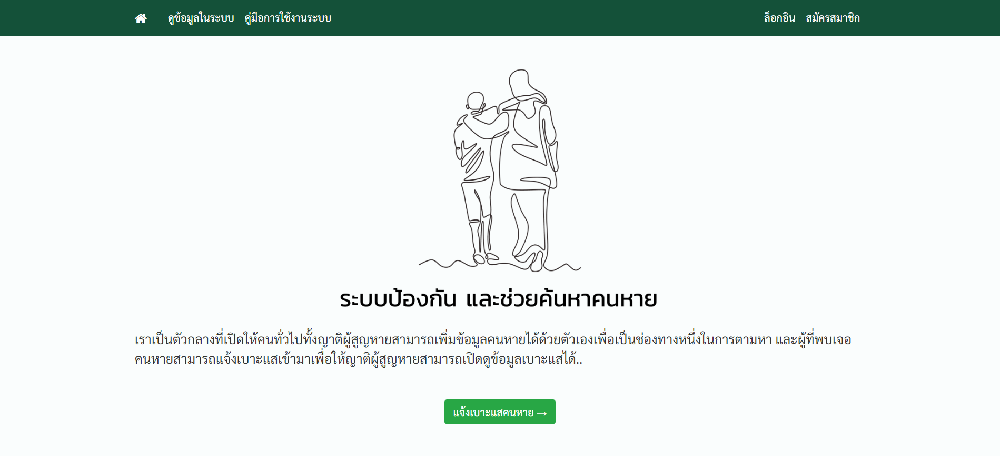 ดูข้อมูลในระบบ คู่มือการใช้งานระบบ ล็อกอิน สมัครสมาชิก
ระบบป้องกัน และช่วยค้นหาคนหาย
เราเป็นตัวกลางที่เปิดให้คนทั่วไปทั้งญาติผู้สูญหายสามารถเพิ่มข้อมูลคนหายได้ด้วยตัวเองเพื่อเป็นช่องทางหนึ่งในการตามหา และผู้ที่พบเจอ
คนหายสามารถแจ้งเบาะแสเข้ามาเพื่อให้ญาติผู้สูญหายสามารถเปิดดูข้อมูลเบาะแสได้..
แจ้งเบาะแสคนหาย →